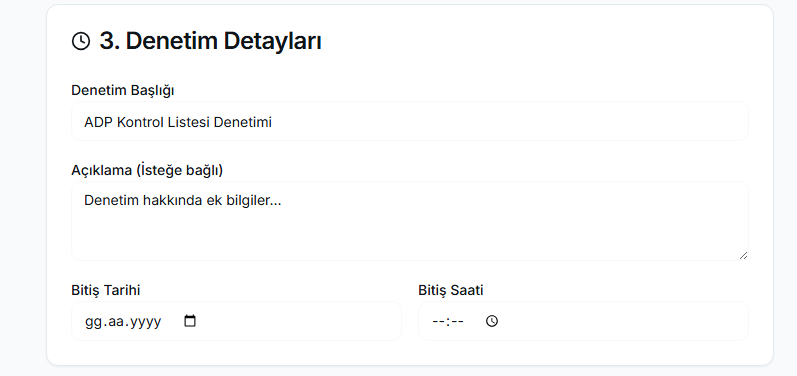 3. Denetim Detayları
Denetim Başlığı
ADP Kontrol Listesi Denetimi
Açıklama (İsteğe bağlı)
Denetim hakkında ek bilgiler...
Bitiş Tarihi
Bitiş Saati
gg.aa.yyyy
--:--